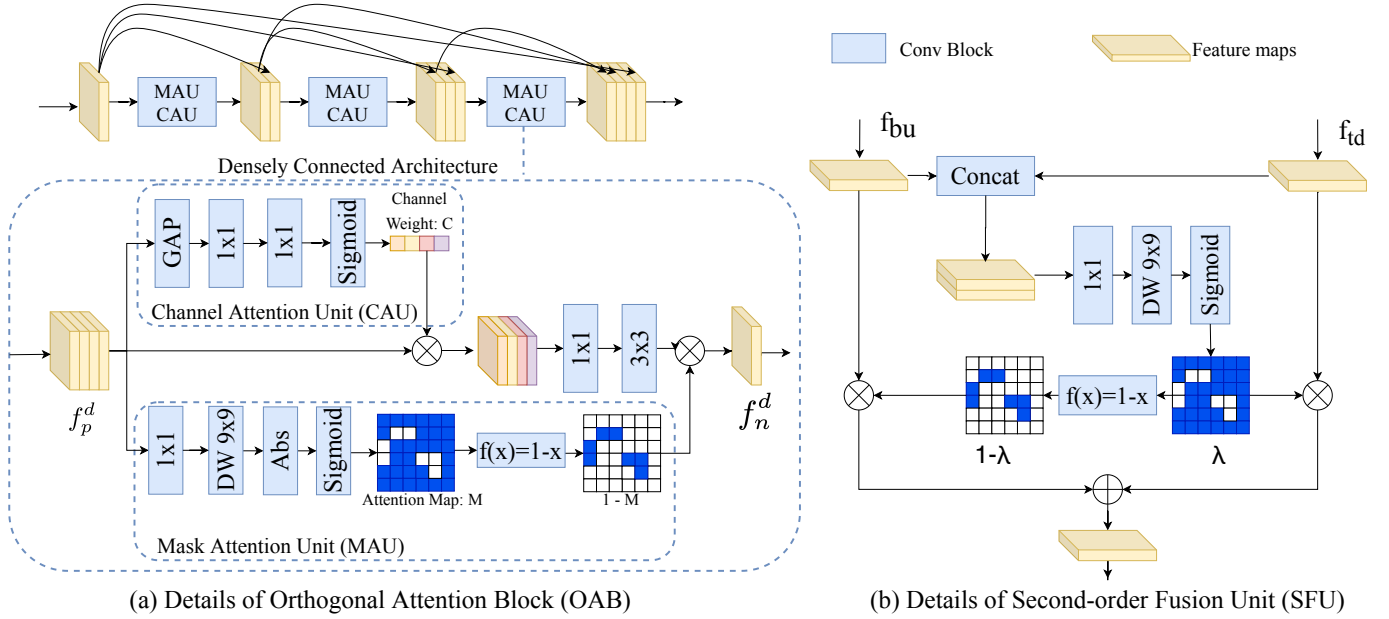 MAU
CAU
MAU
CAU
MAU
CAU
Densely Connected Architecture
GAP
1x1
1x1
Sigmoid
Channel
Weight: C
Channel Attention Unit (CAU)
f_p^d
1x1
3x3
f_n^d
1x1
DW 9x9
Abs
Sigmoid
Attention Map: M
f(x)=1-x
1 - M
Mask Attention Unit (MAU)
(a) Details of Orthogonal Attention Block (OAB)
Conv Block
Feature maps
f_bu
f_td
Concat
1x1
DW 9x9
Sigmoid
f(x)=1-x
1-λ
λ
(b) Details of Second-order Fusion Unit (SFU)